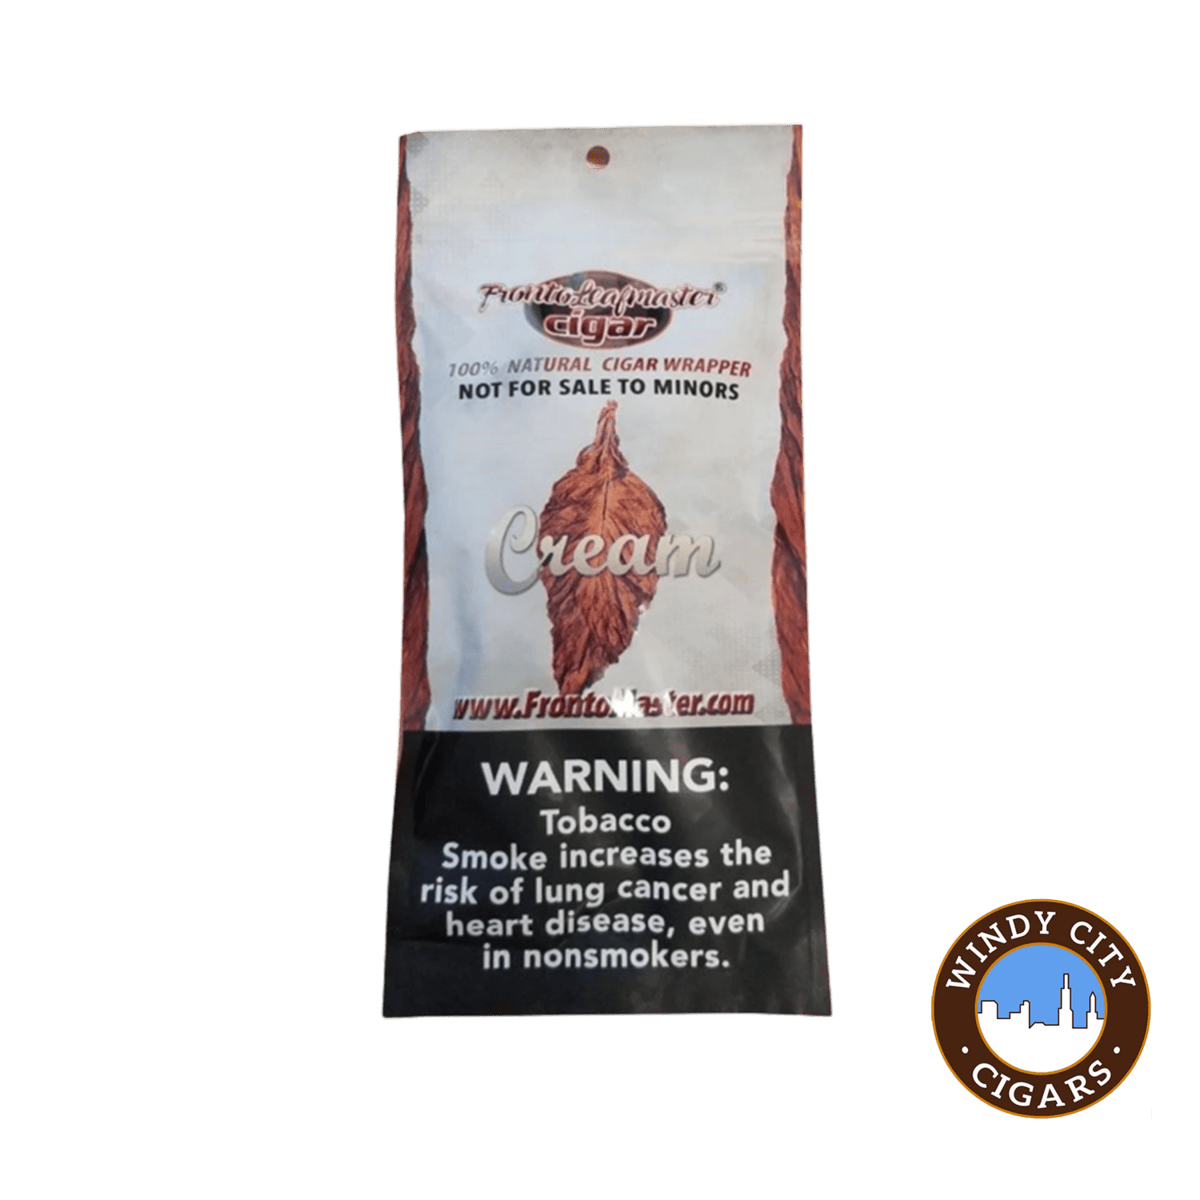 FrontoLeafmaster®
cigar
100% NATURAL CIGAR WRAPPER
NOT FOR SALE TO MINORS
Cream
www.FrontoMaster.com
WARNING:
Tobacco
Smoke increases the
risk of lung cancer and
heart disease, even
in nonsmokers.
WINDY CITY
· CIGARS ·